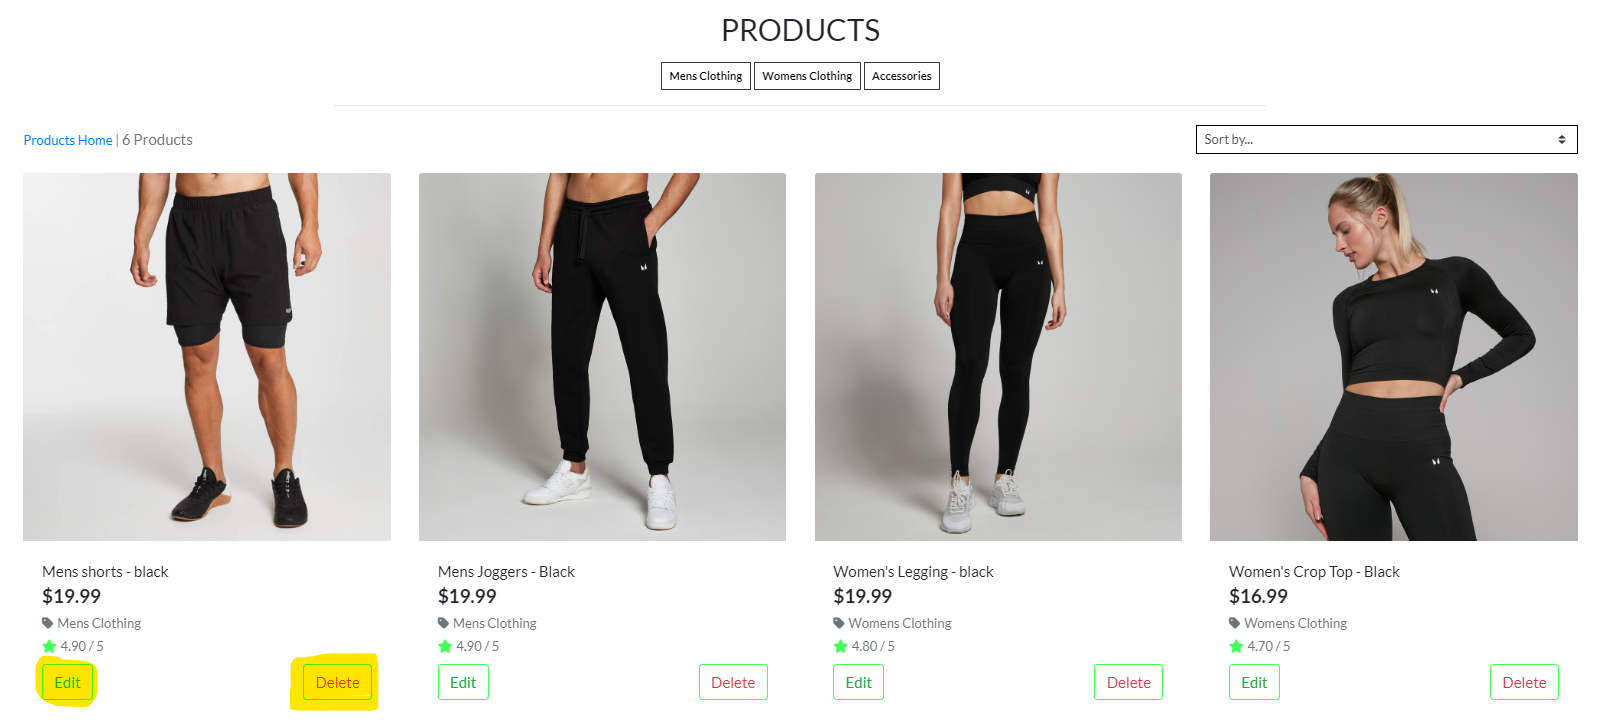 PRODUCTS
Mens Clothing Womens Clothing Accessories
Products Home | 6 Products
Sort by...
Mens shorts - black
$19.99
Mens Clothing
4.90 / 5
Edit Delete
Mens Joggers - Black
$19.99
Mens Clothing
4.90 / 5
Edit Delete
Women's Legging - black
$19.99
Womens Clothing
4.80 / 5
Edit Delete
Women's Crop Top - Black
$16.99
Womens Clothing
4.70 / 5
Edit Delete